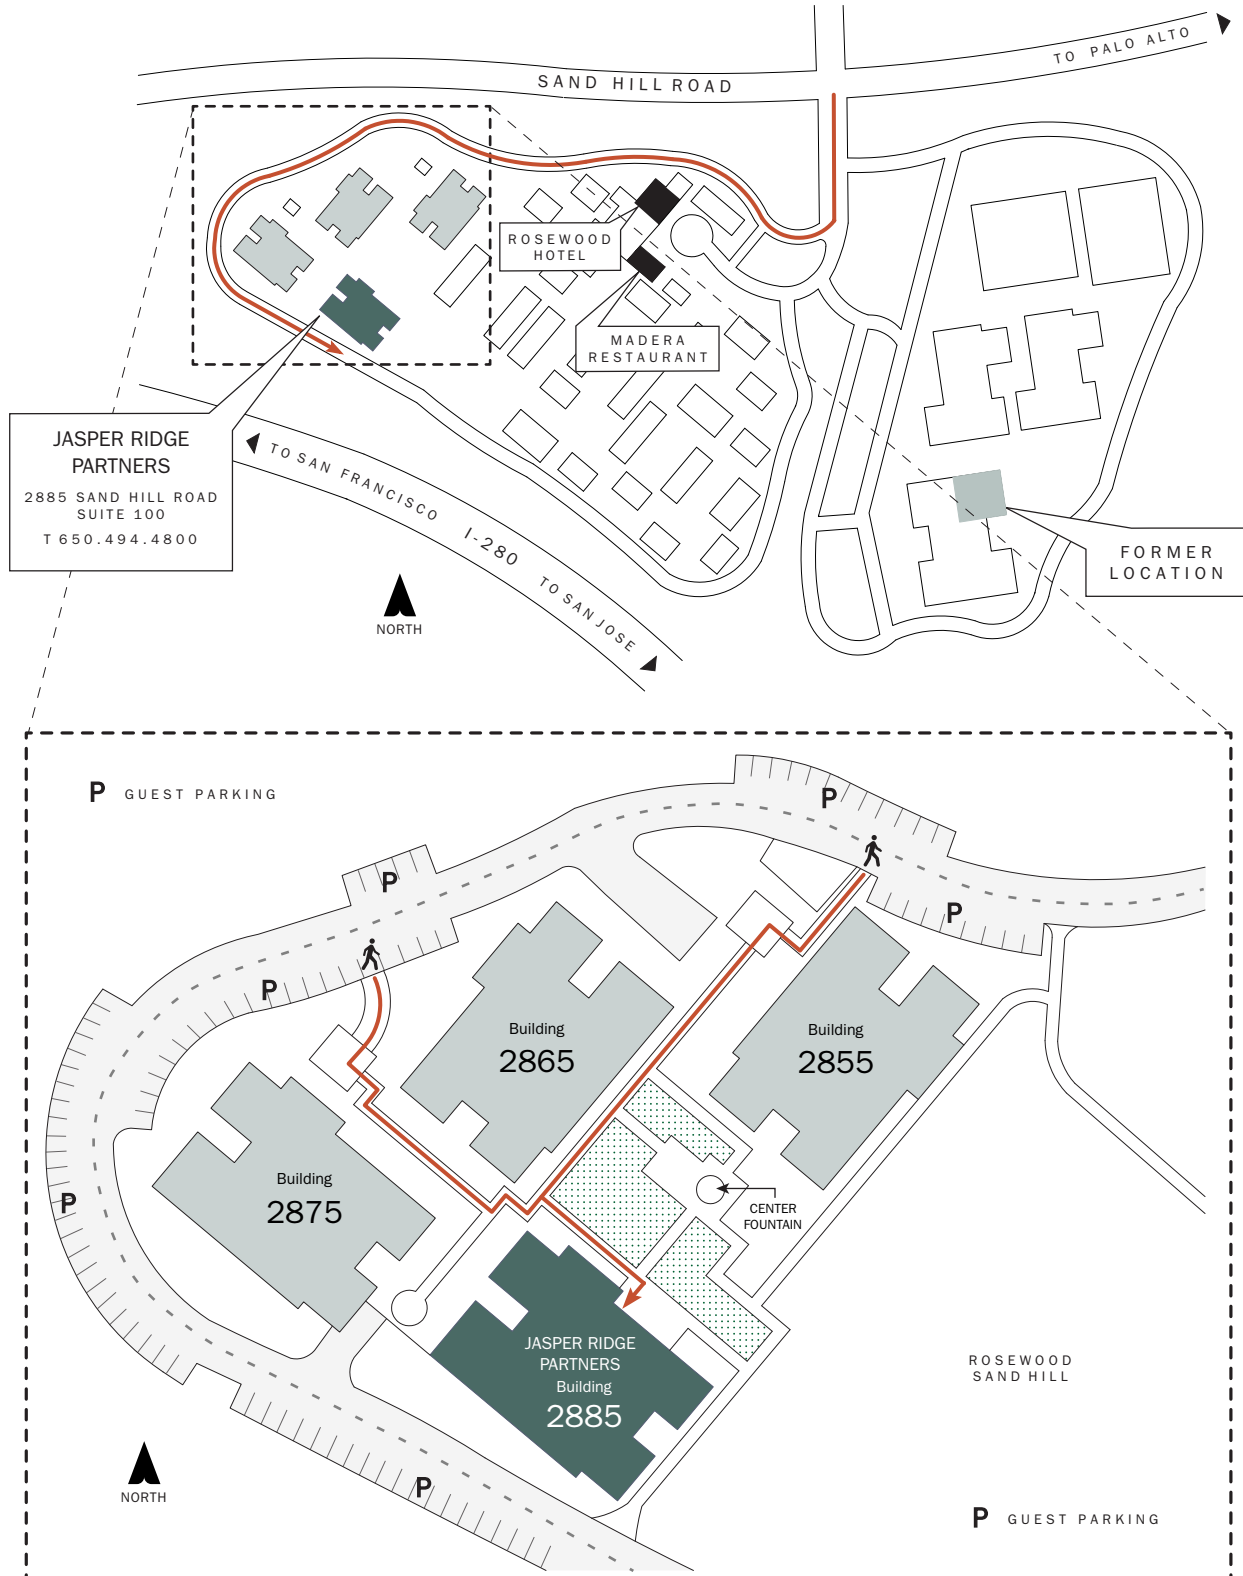 TO PALO ALTO
SAND HILL ROAD
ROSEWOOD
HOTEL
MADERA
RESTAURANT
JASPER RIDGE
PARTNERS
2885 SAND HILL ROAD
SUITE 100
T 650.494.4800
TO SAN FRANCISCO
I-280
TO SAN JOSE
FORMER
LOCATION
NORTH
P GUEST PARKING
P
P
P
P
P
P
P
Building
2865
Building
2855
Building
2875
CENTER
FOUNTAIN
JASPER RIDGE
PARTNERS
Building
2885
ROSEWOOD
SAND HILL
NORTH
P GUEST PARKING